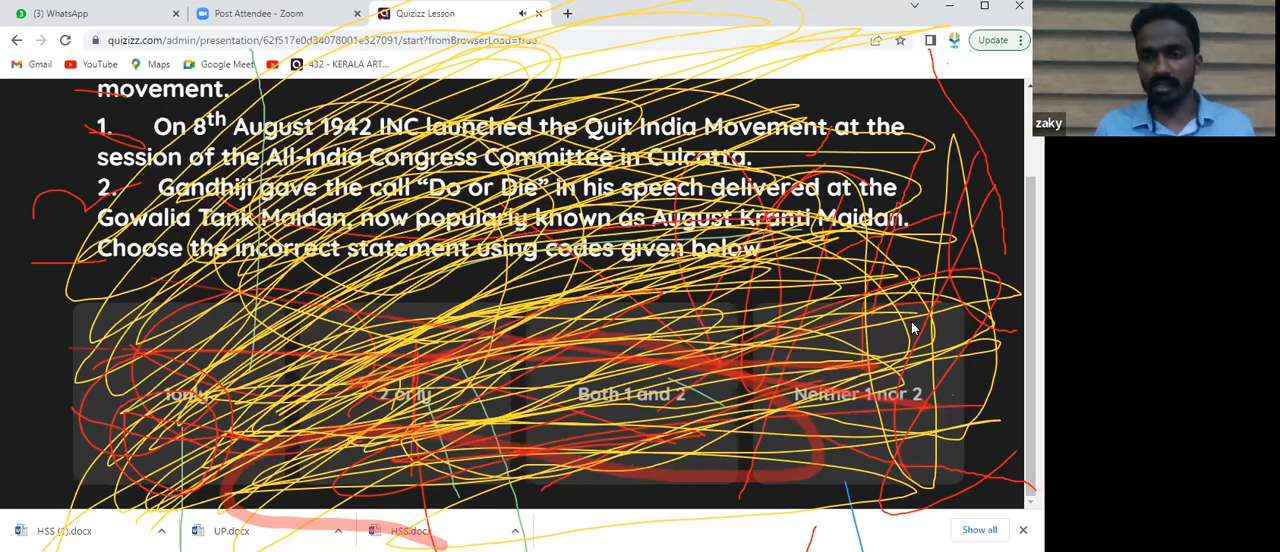 (3) WhatsApp
Post Attendee - Zoom
Quizizz Lesson
quizizz.com/admin/presentation/62f517e0d34078001e327091/start?fromBrowserLoad=true
Update
Gmail
YouTube
Maps
Google Meet
432 - KERALA ART...
movement.
1. On 8th August 1942 INC launched the Quit India Movement at the
session of the All-India Congress Committee in Culcatta.
2. Gandhiji gave the call “Do or Die” in his speech delivered at the
Gowalia Tank Maidan, now popularly known as August Kranti Maidan.
Choose the incorrect statement using codes given below
1only
2 only
Both 1 and 2
Neither 1 nor 2
zaky
HSS (1).docx
UP.docx
HSS.docx
Show all